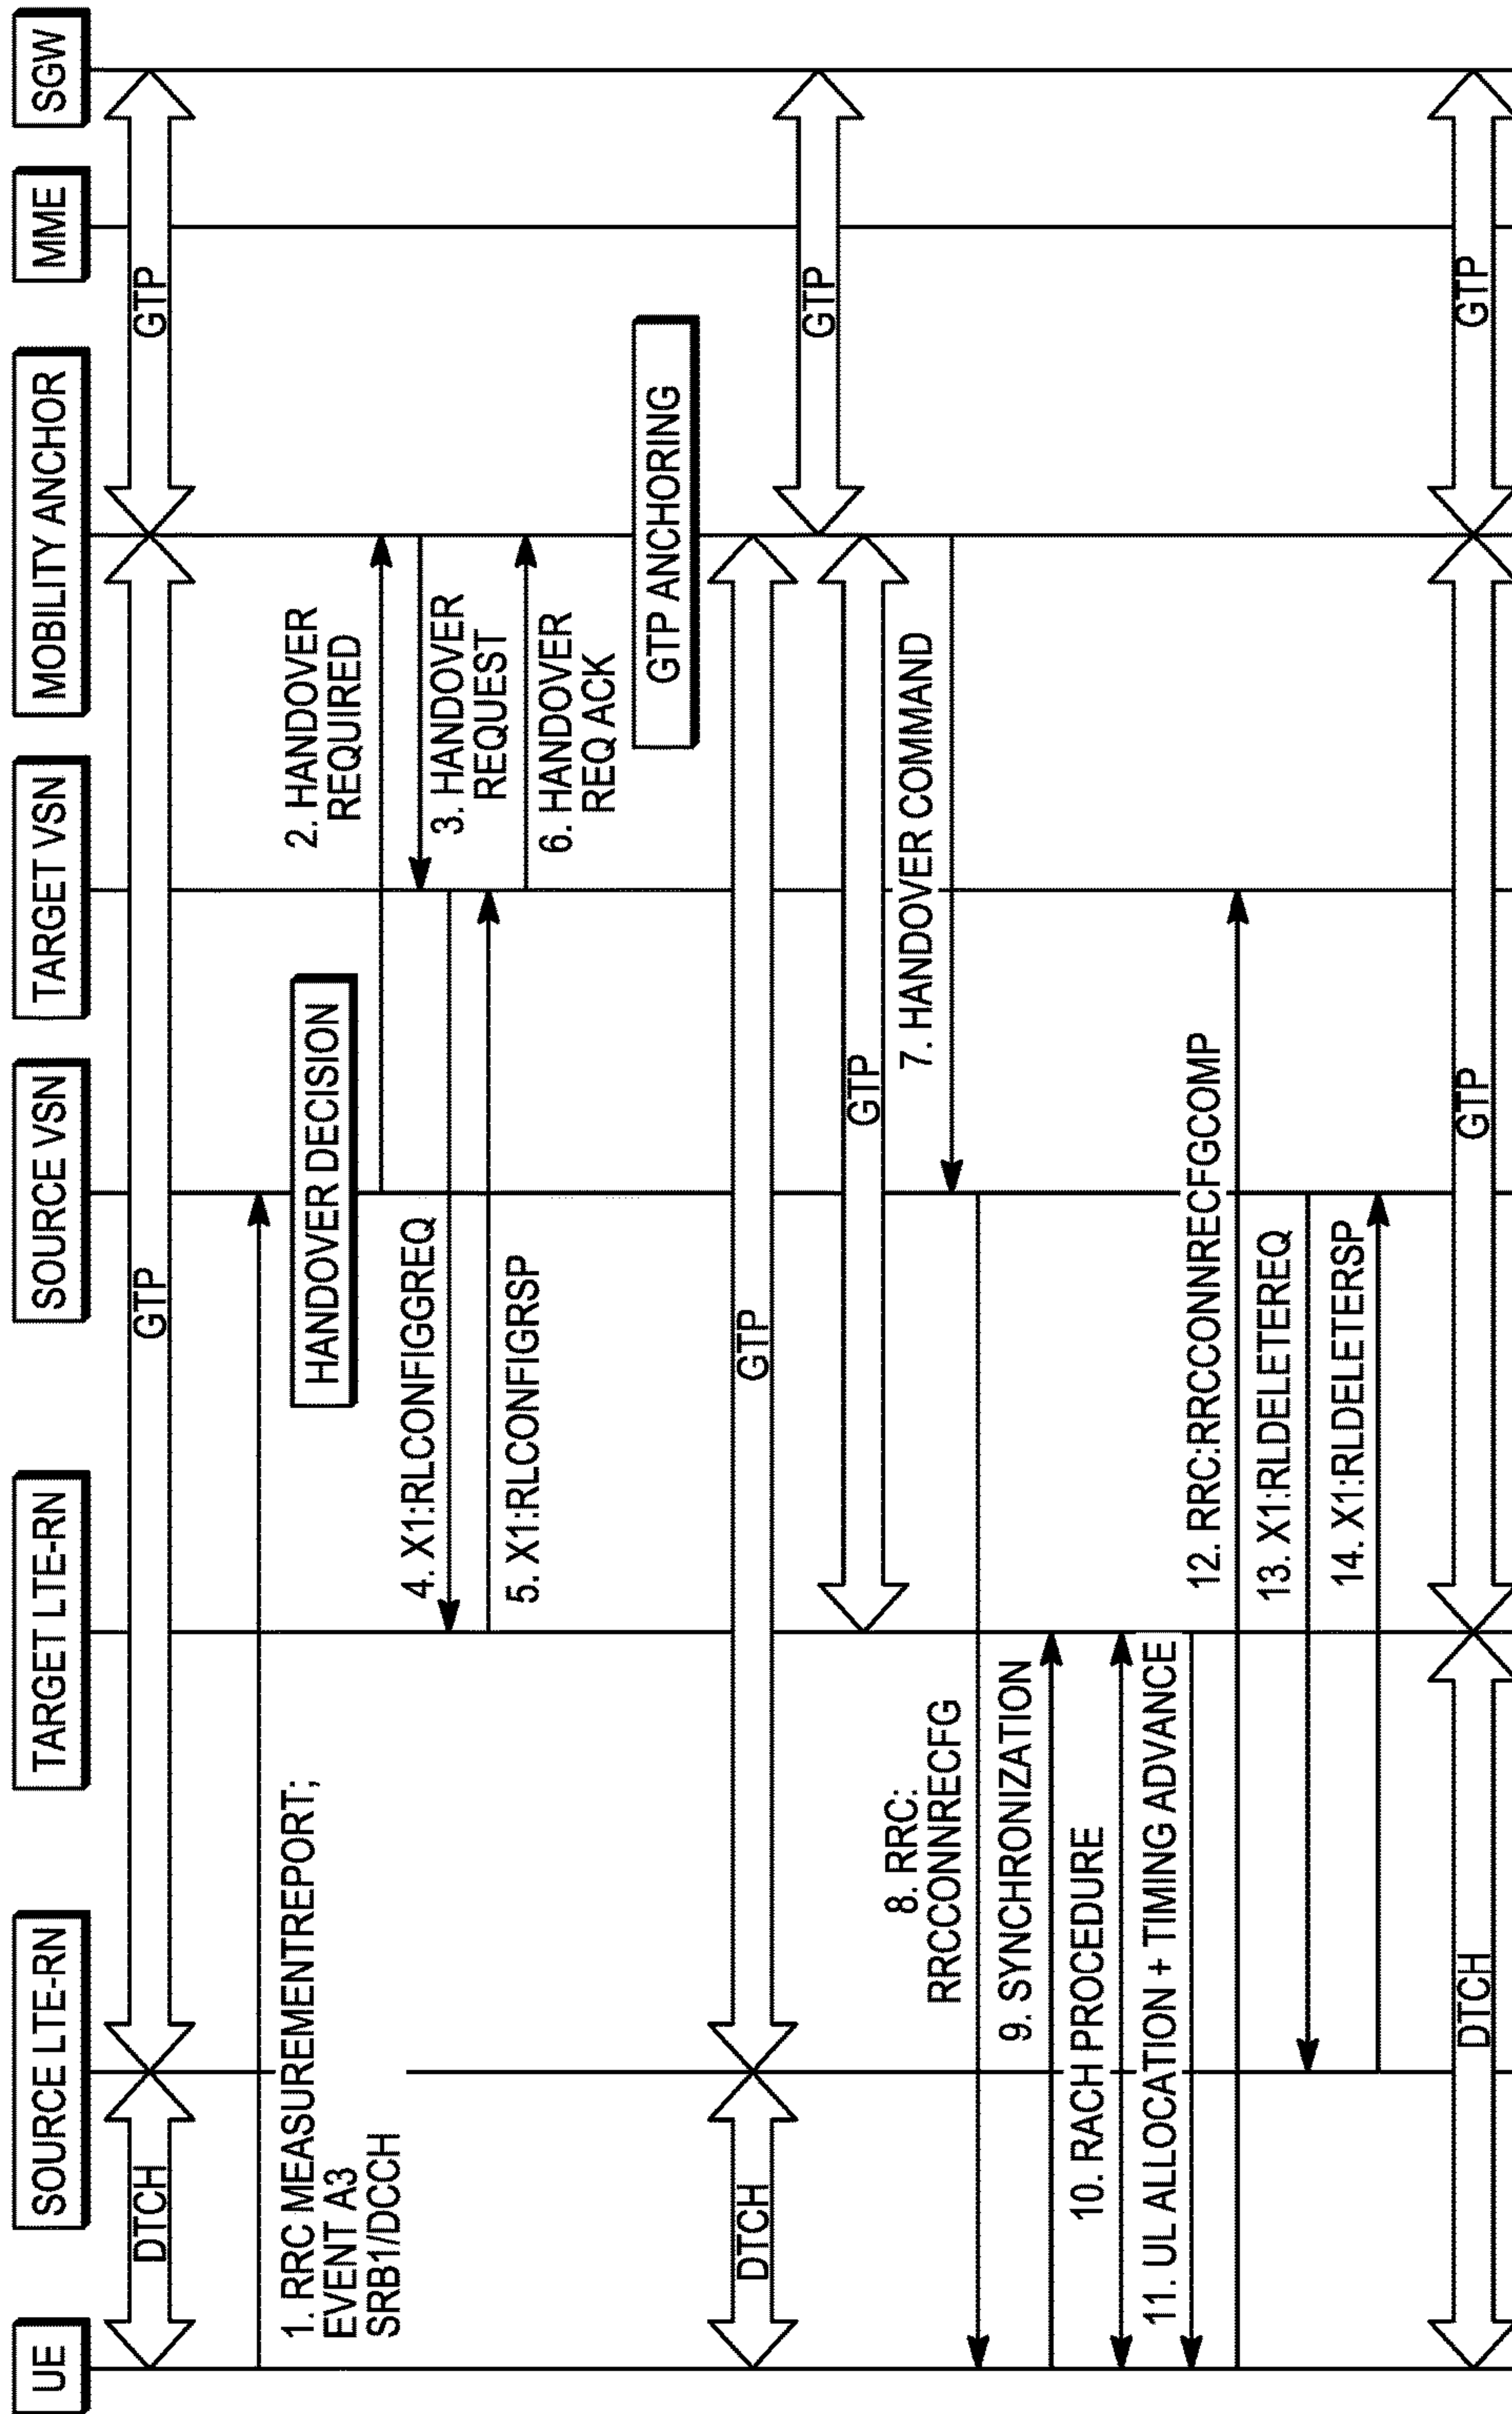 UE
SOURCE LTE-RN
TARGET LTE-RN
SOURCE VSN
TARGET VSN
MOBILITY ANCHOR
MME
SGW
DTCH
GTP
GTP
1. RRC MEASUREMENTREPORT;
EVENT A3
SRB1/DCCH
HANDOVER DECISION
2. HANDOVER
REQUIRED
3. HANDOVER
REQUEST
4. X1:RLCONFIGGREQ
5. X1:RLCONFIGRSP
6. HANDOVER
REQ ACK
GTP ANCHORING
DTCH
GTP
GTP
GTP
7. HANDOVER COMMAND
8. RRC:
RRCCONNRECFG
9. SYNCHRONIZATION
10. RACH PROCEDURE
11. UL ALLOCATION + TIMING ADVANCE
12. RRC:RRCCONNRECFGCOMP
13. X1:RLDELETEREQ
14. X1:RLDELETERSP
DTCH
GTP
GTP